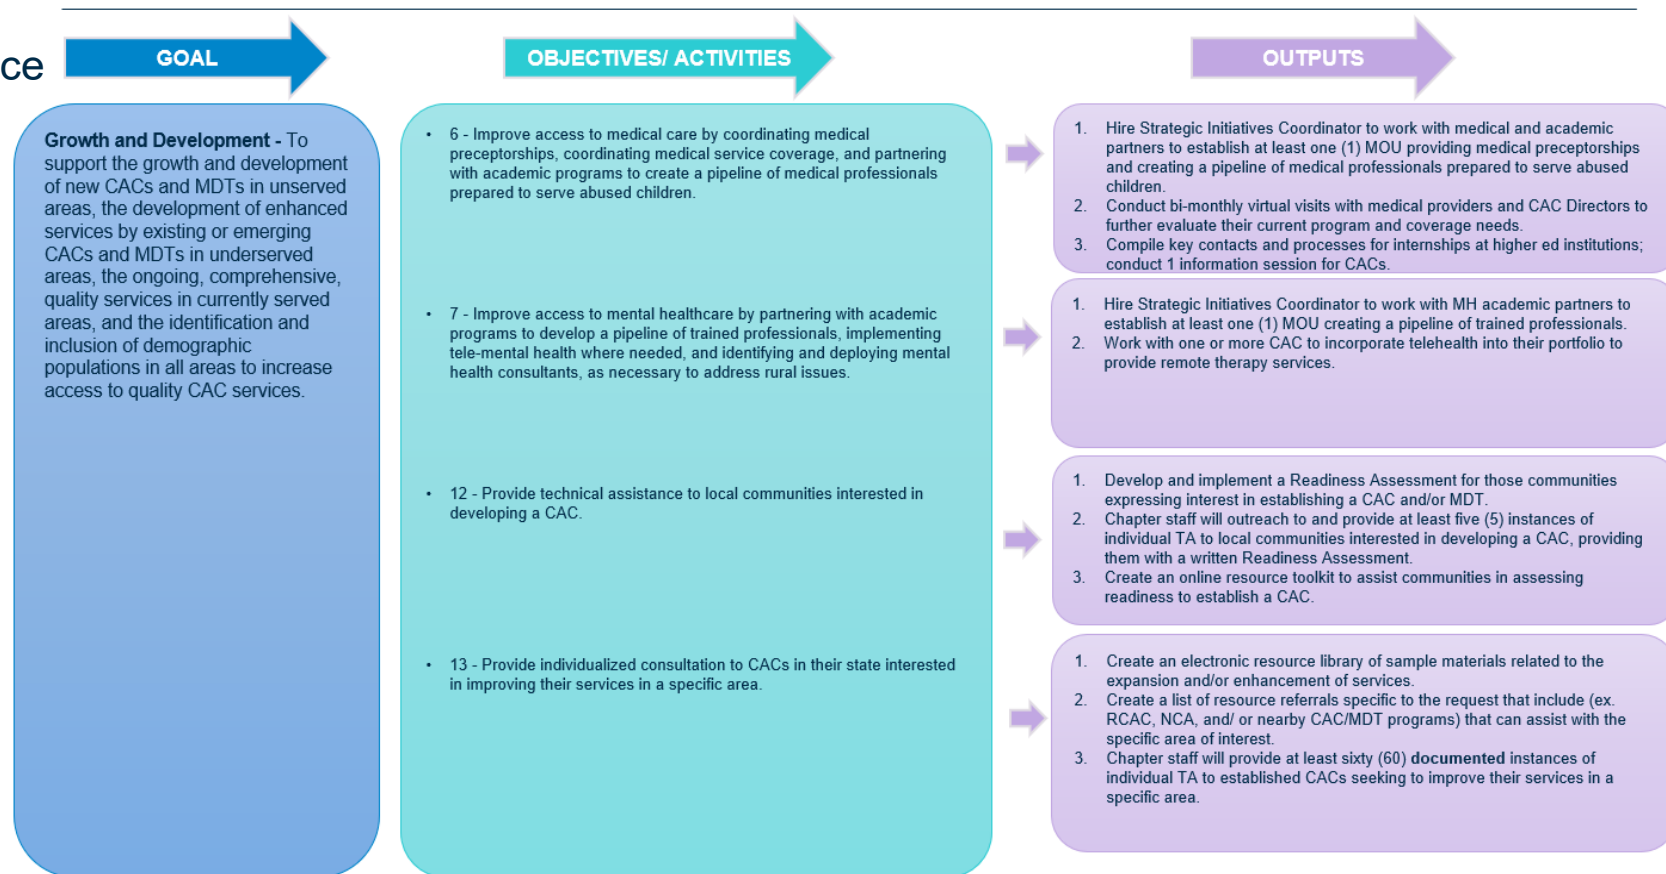 ce
GOAL
OBJECTIVES/ ACTIVITIES
OUTPUTS
Growth and Development - To
support the growth and development
of new CACs and MDTs in unserved
areas, the development of enhanced
services by existing or emerging
CACs and MDTs in underserved
areas, the ongoing, comprehensive,
quality services in currently served
areas, and the identification and
inclusion of demographic
populations in all areas to increase
access to quality CAC services.
• 6 - Improve access to medical care by coordinating medical
preceptorships, coordinating medical service coverage, and partnering
with academic programs to create a pipeline of medical professionals
prepared to serve abused children.
• 7 - Improve access to mental healthcare by partnering with academic
programs to develop a pipeline of trained professionals, implementing
tele-mental health where needed, and identifying and deploying mental
health consultants, as necessary to address rural issues.
• 12 - Provide technical assistance to local communities interested in
developing a CAC.
• 13 - Provide individualized consultation to CACs in their state interested
in improving their services in a specific area.
1. Hire Strategic Initiatives Coordinator to work with medical and academic
partners to establish at least one (1) MOU providing medical preceptorships
and creating a pipeline of medical professionals prepared to serve abused
children.
2. Conduct bi-monthly virtual visits with medical providers and CAC Directors to
further evaluate their current program and coverage needs.
3. Compile key contacts and processes for internships at higher ed institutions;
conduct 1 information session for CACs.
1. Hire Strategic Initiatives Coordinator to work with MH academic partners to
establish at least one (1) MOU creating a pipeline of trained professionals.
2. Work with one or more CAC to incorporate telehealth into their portfolio to
provide remote therapy services.
1. Develop and implement a Readiness Assessment for those communities
expressing interest in establishing a CAC and/or MDT.
2. Chapter staff will outreach to and provide at least five (5) instances of
individual TA to local communities interested in developing a CAC, providing
them with a written Readiness Assessment.
3. Create an online resource toolkit to assist communities in assessing
readiness to establish a CAC.
1. Create an electronic resource library of sample materials related to the
expansion and/or enhancement of services.
2. Create a list of resource referrals specific to the request that include (ex.
RCAC, NCA, and/ or nearby CAC/MDT programs) that can assist with the
specific area of interest.
3. Chapter staff will provide at least sixty (60) documented instances of
individual TA to established CACs seeking to improve their services in a
specific area.